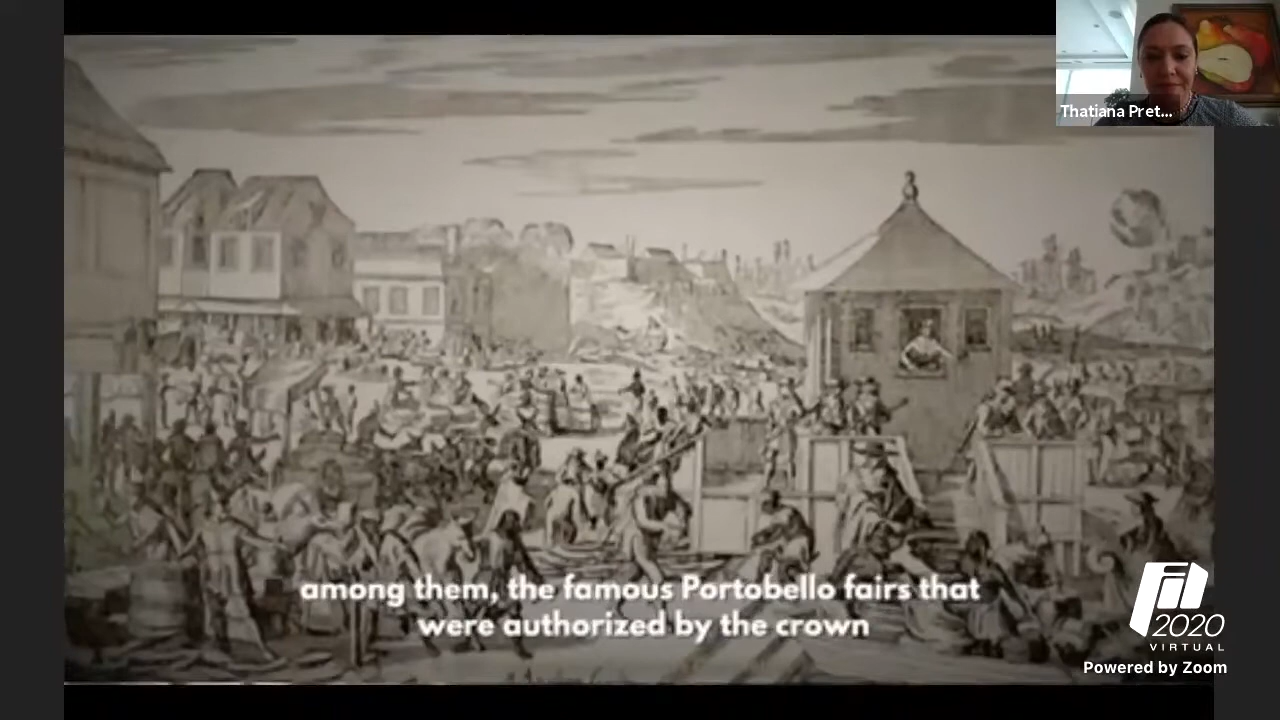 Thatiana Pret...
among them, the famous Portobello fairs that
were authorized by the crown
2020
VIRTUAL
Powered by Zoom